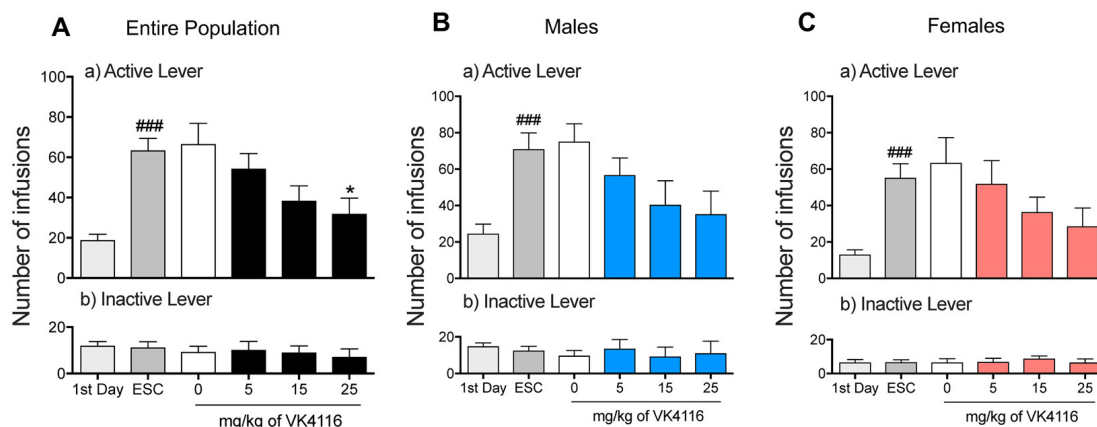 A Entire Population
a) Active Lever
Number of infusions
100
80
60
40
20
0
###
*
b) Inactive Lever
20
0
1st Day ESC 0 5 15 25
mg/kg of VK4116
B Males
a) Active Lever
Number of infusions
100
80
60
40
20
0
###
b) Inactive Lever
20
0
1st Day ESC 0 5 15 25
mg/kg of VK4116
C Females
a) Active Lever
Number of infusions
100
80
60
40
20
0
###
b) Inactive Lever
20
0
1st Day ESC 0 5 15 25
mg/kg of VK4116